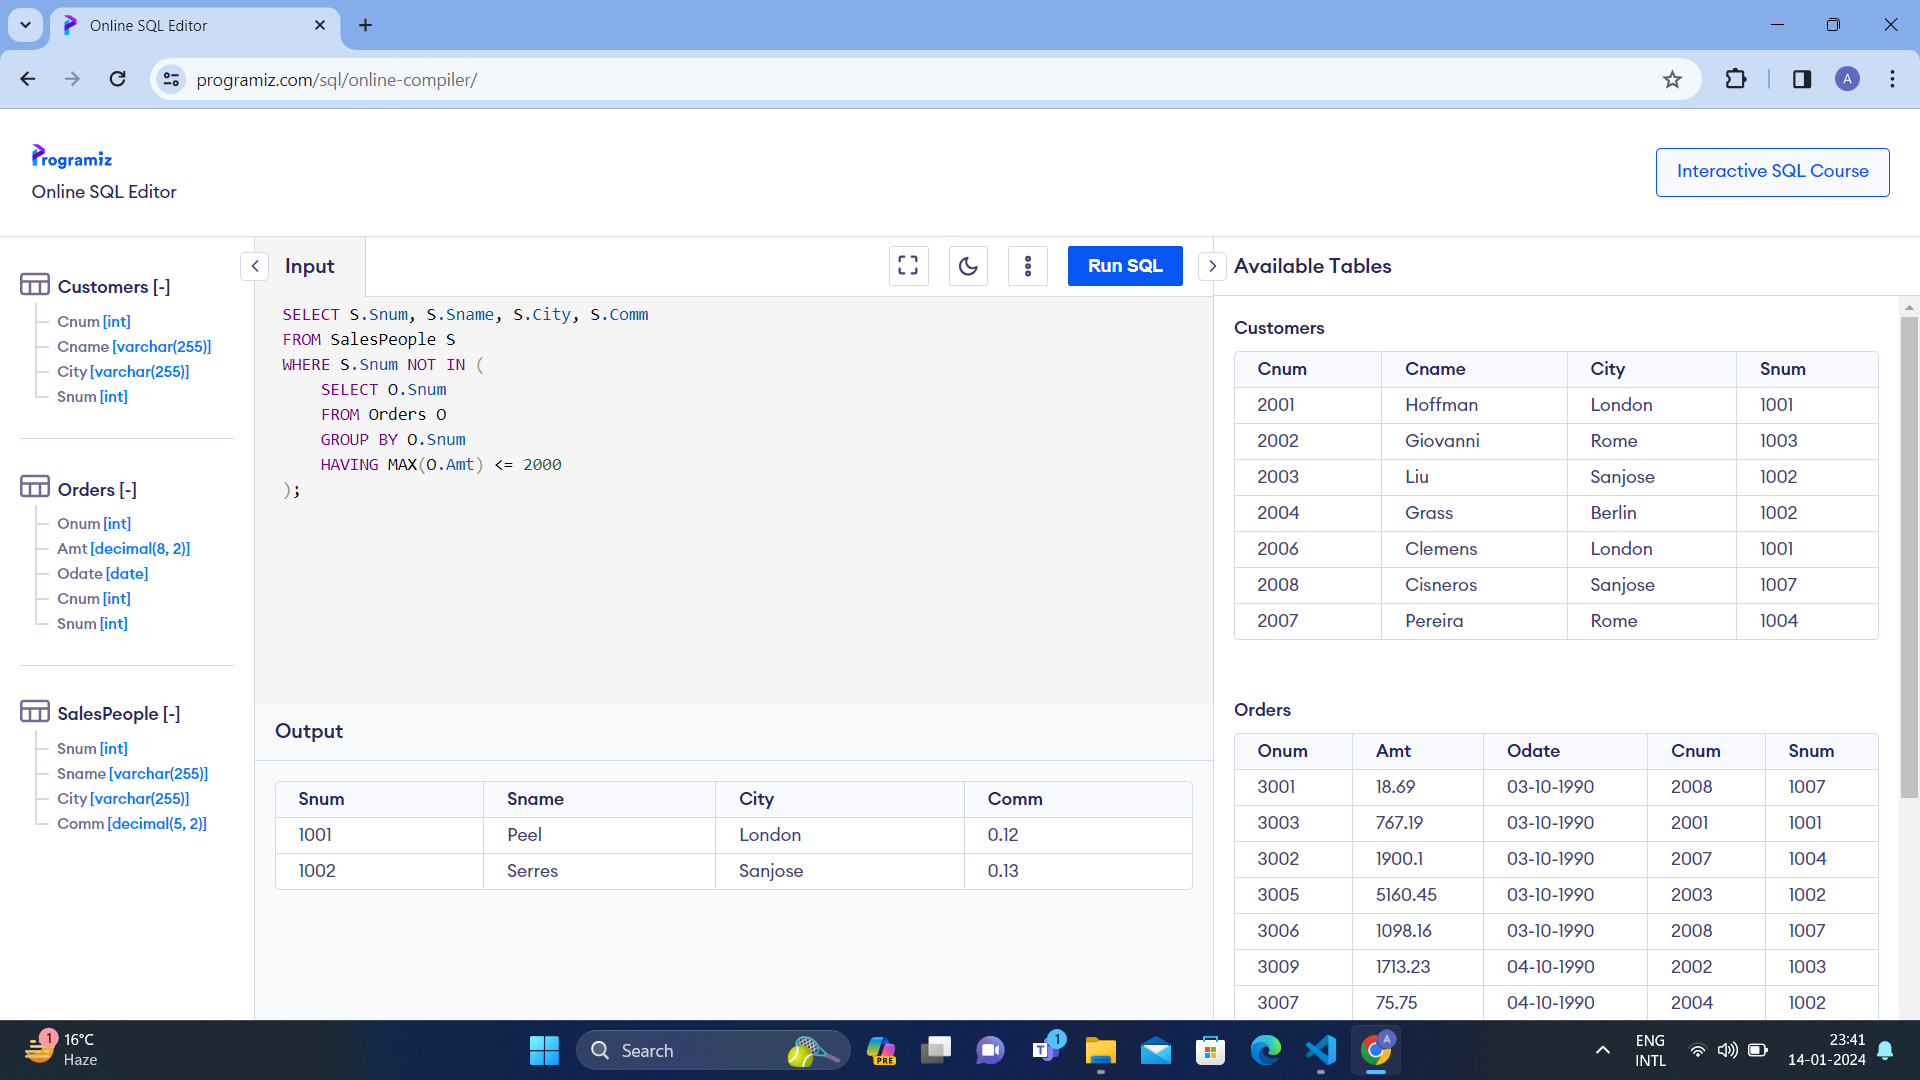 Online SQL Editor
programiz.com/sql/online-compiler/
A
Programiz
Online SQL Editor
Interactive SQL Course
Customers [-]
Cnum [int]
Cname [varchar(255)]
City [varchar(255)]
Snum [int]
Orders [-]
Onum [int]
Amt [decimal(8, 2)]
Odate [date]
Cnum [int]
Snum [int]
SalesPeople [-]
Snum [int]
Sname [varchar(255)]
City [varchar(255)]
Comm [decimal(5, 2)]
Input
Run SQL
SELECT S.Snum, S.Sname, S.City, S.Comm
FROM SalesPeople S
WHERE S.Snum NOT IN (
    SELECT O.Snum
    FROM Orders O
    GROUP BY O.Snum
    HAVING MAX(O.Amt) <= 2000
);
Output
Snum Sname City Comm
1001 Peel London 0.12
1002 Serres Sanjose 0.13
Available Tables
Customers
Cnum Cname City Snum
2001 Hoffman London 1001
2002 Giovanni Rome 1003
2003 Liu Sanjose 1002
2004 Grass Berlin 1002
2006 Clemens London 1001
2008 Cisneros Sanjose 1007
2007 Pereira Rome 1004
Orders
Onum Amt Odate Cnum Snum
3001 18.69 03-10-1990 2008 1007
3003 767.19 03-10-1990 2001 1001
3002 1900.1 03-10-1990 2007 1004
3005 5160.45 03-10-1990 2003 1002
3006 1098.16 03-10-1990 2008 1007
3009 1713.23 04-10-1990 2002 1003
3007 75.75 04-10-1990 2004 1002
1
16°C
Haze
Search
PRE
T
1
A
ENG
INTL
23:41
14-01-2024